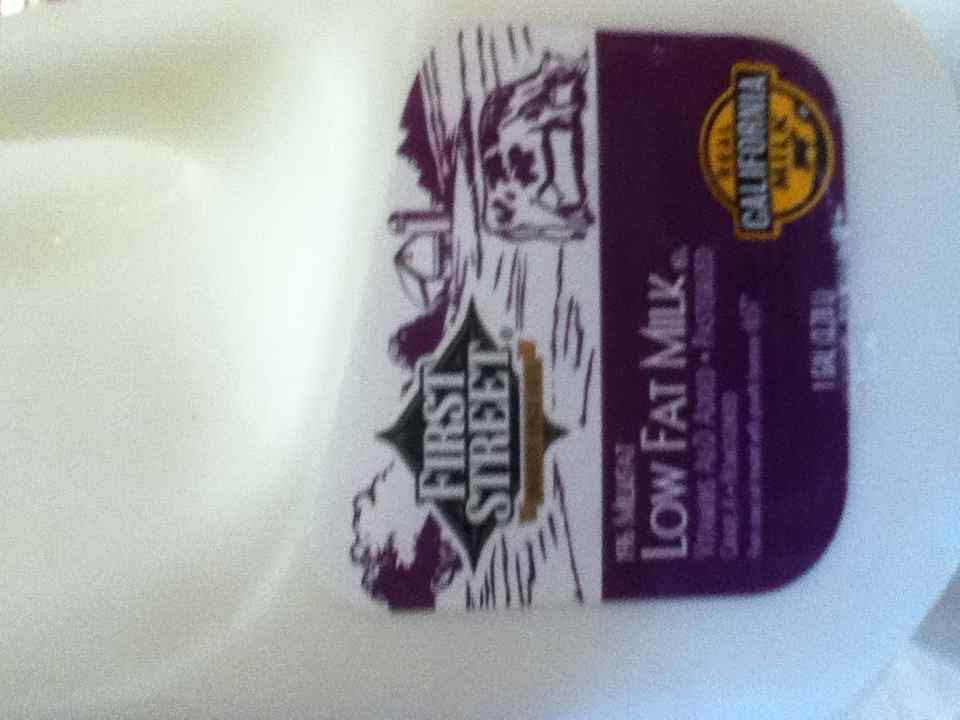 FIRST
STREET
1% MILKFAT
LOW FAT MILK
VITAMINS A&D ADDED • PASTEURIZED
GRADE A • HOMOGENIZED
REAL
CALIFORNIA
MILK
1 GAL (3.78 L)